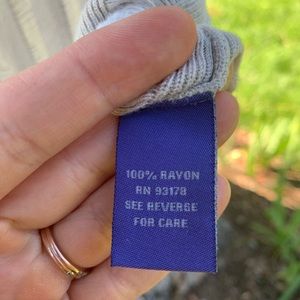 100% RAYON
RN 93178
SEE REVERSE
FOR CARE